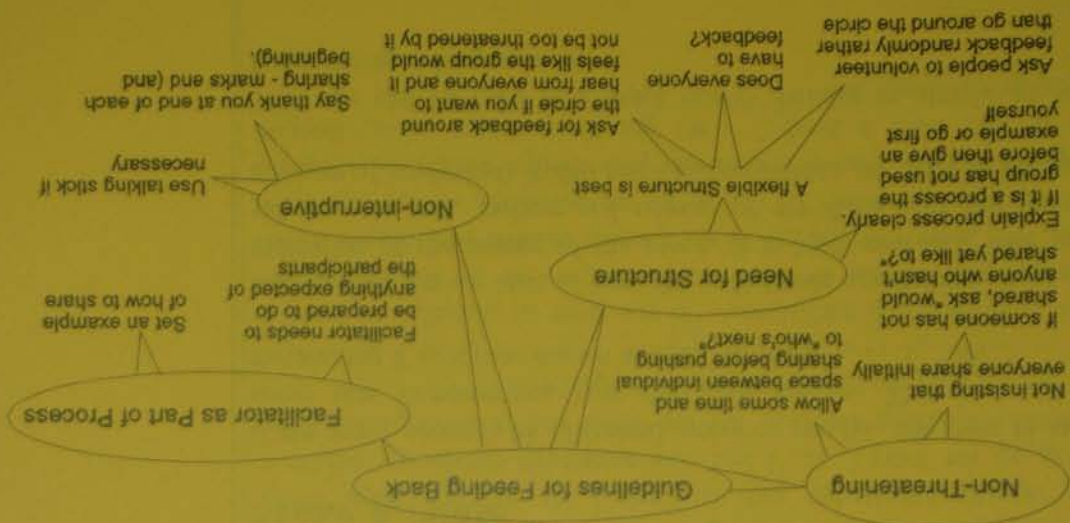 Guidelines for Feeding Back
Non-Threatening
Not insisting that
everyone share initially
if someone has not
shared, ask "would
anyone who hasn't
shared yet like to?"
Allow some time and
space between individual
sharing before pushing
to "who's next?"
Need for Structure
Explain process clearly.
If it is a process the
group has not used
before then give an
example or go first
yourself
A flexible Structure is best
Ask people to volunteer
feedback randomly rather
than go around the circle
Does everyone
have to
feedback?
Ask for feedback around
the circle if you want to
hear from everyone and it
feels like the group would
not be too threatened by it
Non-interruptive
Use talking stick if
necessary
Say thank you at end of each
sharing - marks end (and
beginning).
Facilitator as Part of Process
Facilitator needs to
be prepared to do
anything expected of
the participants
Set an example
of how to share